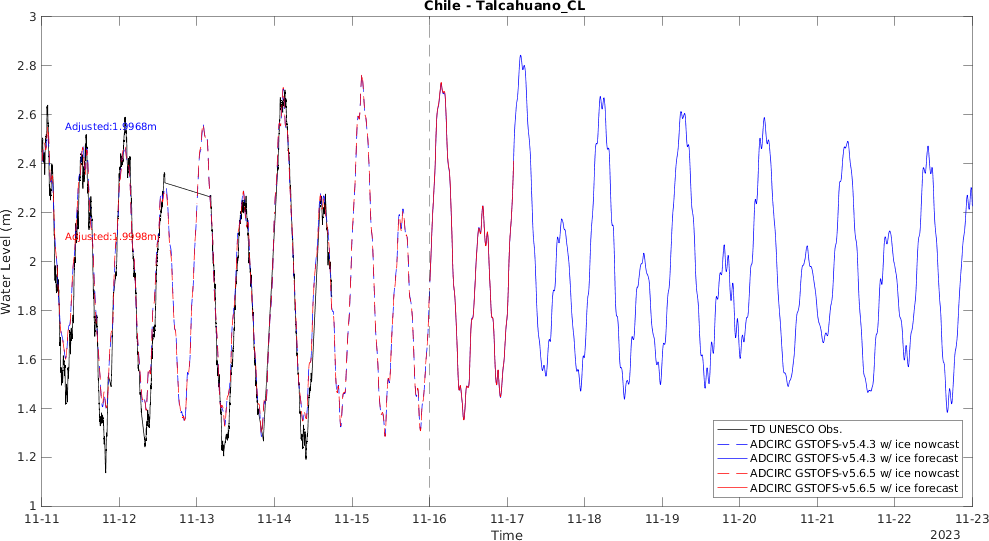 Chile - Talcahuano_CL
3
2.8
2.6
2.4
2.2
2
1.8
1.6
1.4
1.2
1
Water Level (m)
Adjusted:1.9968m
Adjusted:1.9998m
TD UNESCO Obs.
ADCIRC GSTOFS-v5.4.3 w/ ice nowcast
ADCIRC GSTOFS-v5.4.3 w/ ice forecast
ADCIRC GSTOFS-v5.6.5 w/ ice nowcast
ADCIRC GSTOFS-v5.6.5 w/ ice forecast
11-11 11-12 11-13 11-14 11-15 11-16 11-17 11-18 11-19 11-20 11-21 11-22 11-23
Time
2023